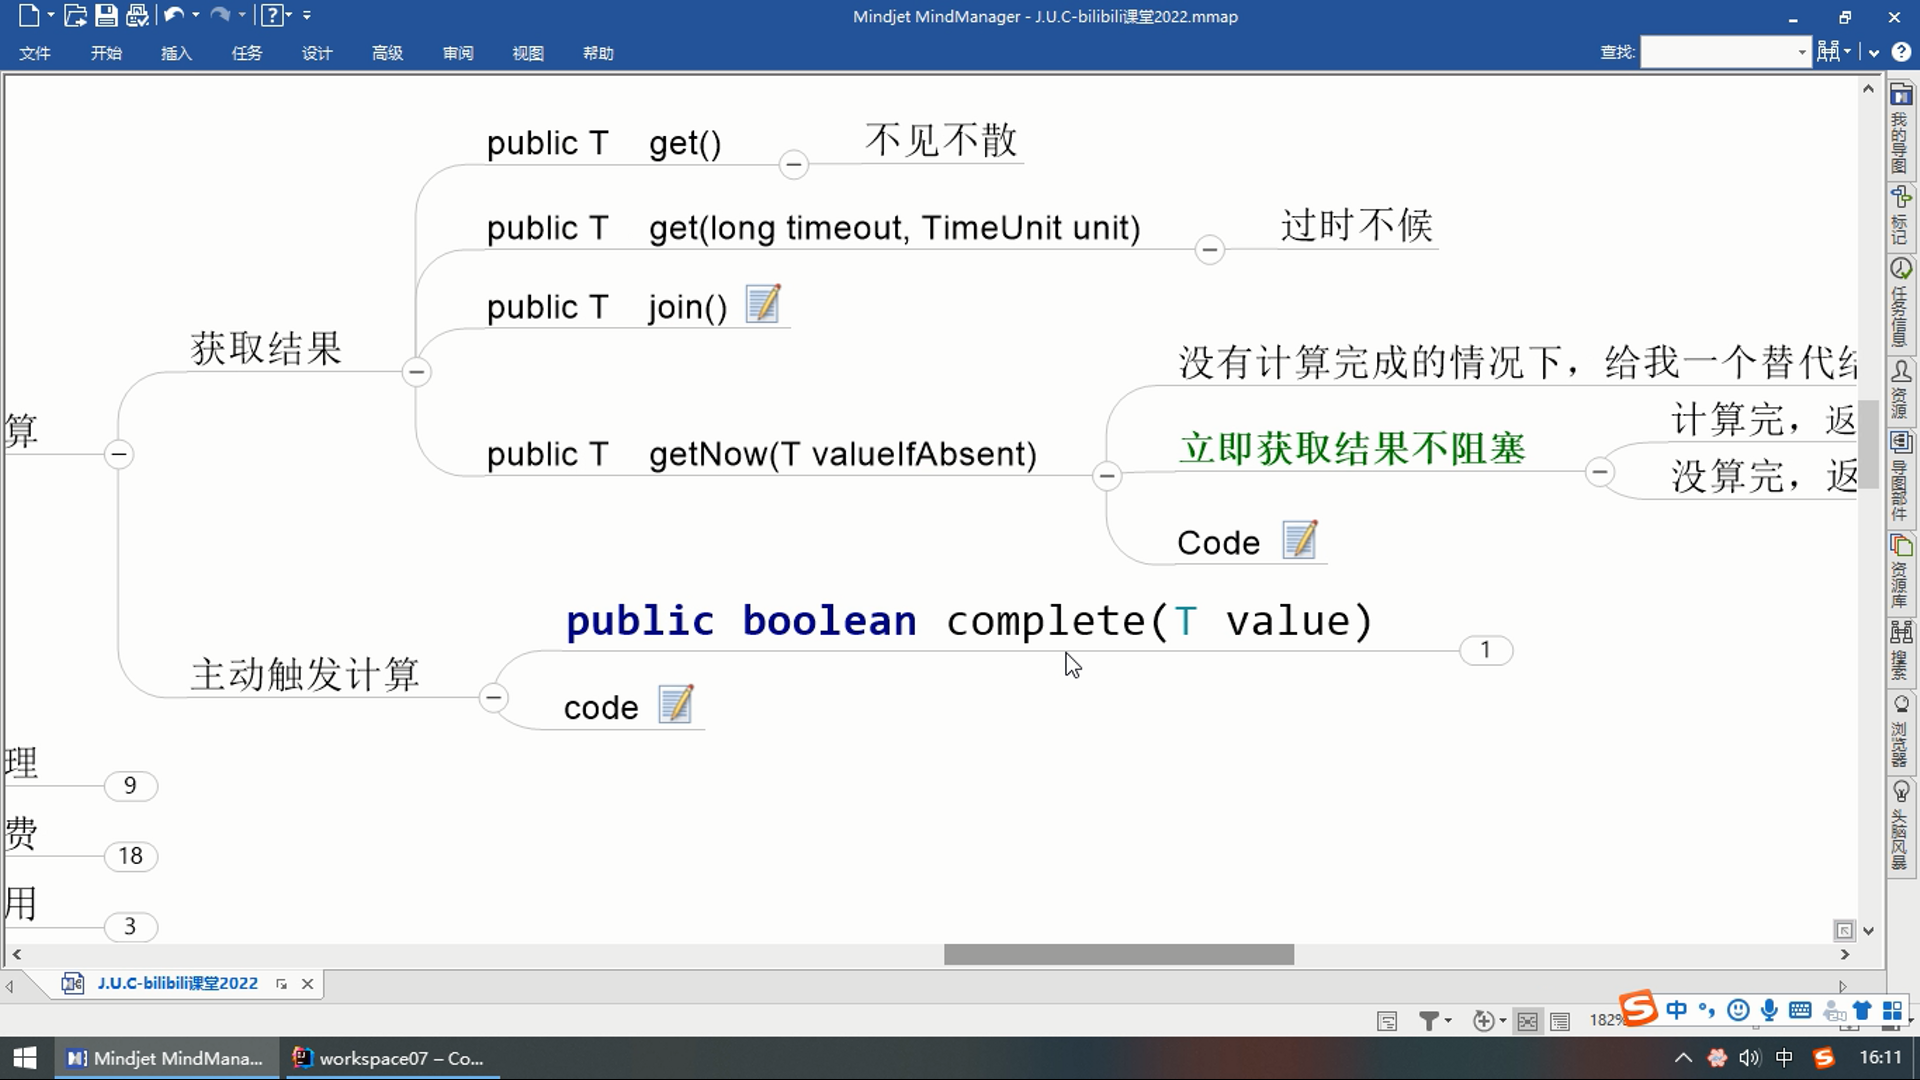 Mindjet MindManager - J.U.C-bilibili课堂2022.mmap
文件 开始 插入 任务 设计 高级 审阅 视图 帮助
查找:
public T get()
不见不散
public T get(long timeout, TimeUnit unit)
过时不候
public T join()
获取结果
没有计算完成的情况下，给我一个替代结
计算完，返
算
public T getNow(T valueIfAbsent)
立即获取结果不阻塞
没算完，返
Code
public boolean complete(T value)
1
主动触发计算
code
理
9
费
18
用
3
我的导图
标记
任务信息
资源
导图部件
资源库
搜索
浏览器
头脑风暴
J.U.C-bilibili课堂2022
182%
中
Mindjet MindMana...
workspace07 – Co...
中
16:11